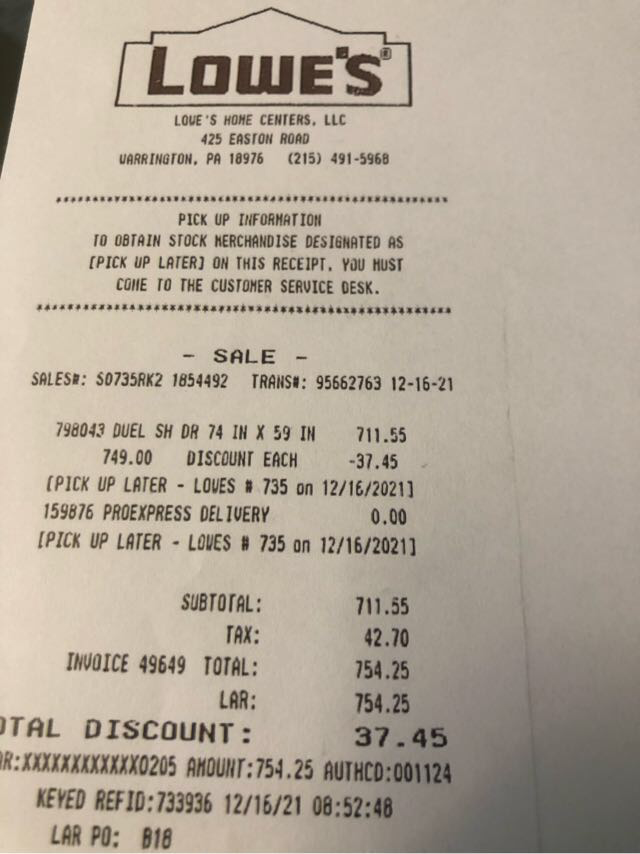 LOWE'S®
LOWE'S HOME CENTERS, LLC
425 EASTON ROAD
WARRINGTON, PA 18976 (215) 491-5968
PICK UP INFORMATION
TO OBTAIN STOCK MERCHANDISE DESIGNATED AS
[PICK UP LATER] ON THIS RECEIPT, YOU MUST
COME TO THE CUSTOMER SERVICE DESK.
- SALE -
SALES#: S0735RK2 1854492 TRANS#: 95662763 12-16-21
798043 DUEL SH DR 74 IN X 59 IN 711.55
749.00 DISCOUNT EACH -37.45
[PICK UP LATER - LOWES # 735 on 12/16/2021]
159876 PROEXPRESS DELIVERY 0.00
[PICK UP LATER - LOWES # 735 on 12/16/2021]
SUBTOTAL: 711.55
TAX: 42.70
INVOICE 49649 TOTAL: 754.25
LAR: 754.25
OTAL DISCOUNT: 37.45
AR:XXXXXXXXXXXX0205 AMOUNT:754.25 AUTHCD:001124
KEYED REFID:733936 12/16/21 08:52:48
LAR PO: B18